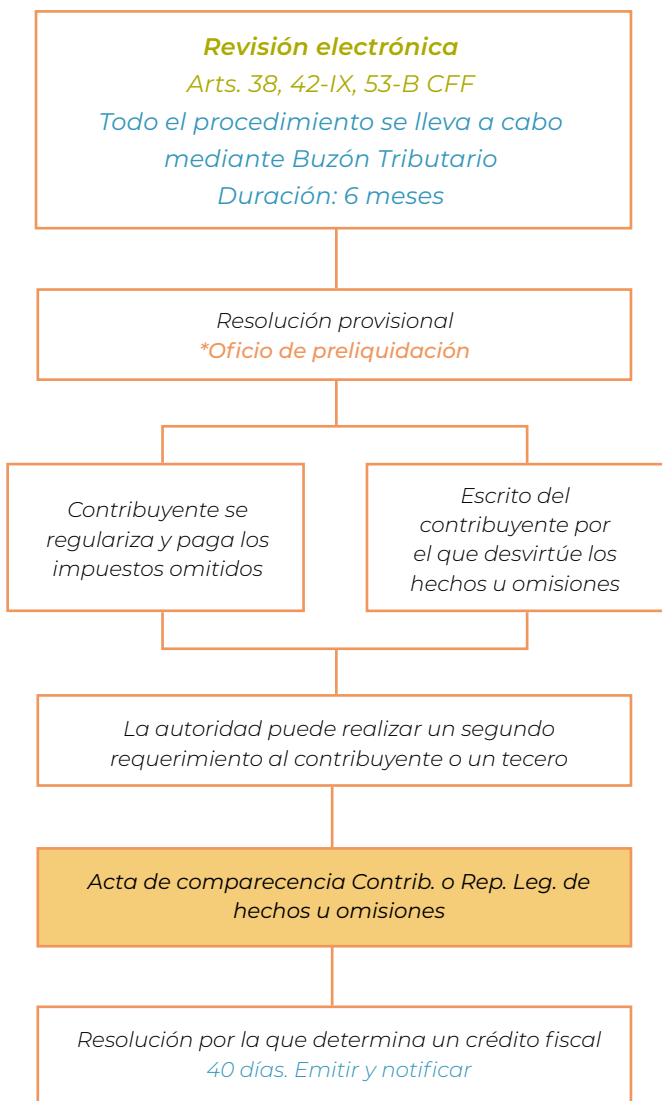 Revisión electrónica
Arts. 38, 42-IX, 53-B CFF
Todo el procedimiento se lleva a cabo
mediante Buzón Tributario
Duración: 6 meses
Resolución provisional
*Oficio de preliquidación
Contribuyente se
regulariza y paga los
impuestos omitidos
Escrito del
contribuyente por
el que desvirtúe los
hechos u omisiones
La autoridad puede realizar un segundo
requerimiento al contribuyente o un tecero
Acta de comparecencia Contrib. o Rep. Leg. de
hechos u omisiones
Resolución por la que determina un crédito fiscal
40 días. Emitir y notificar